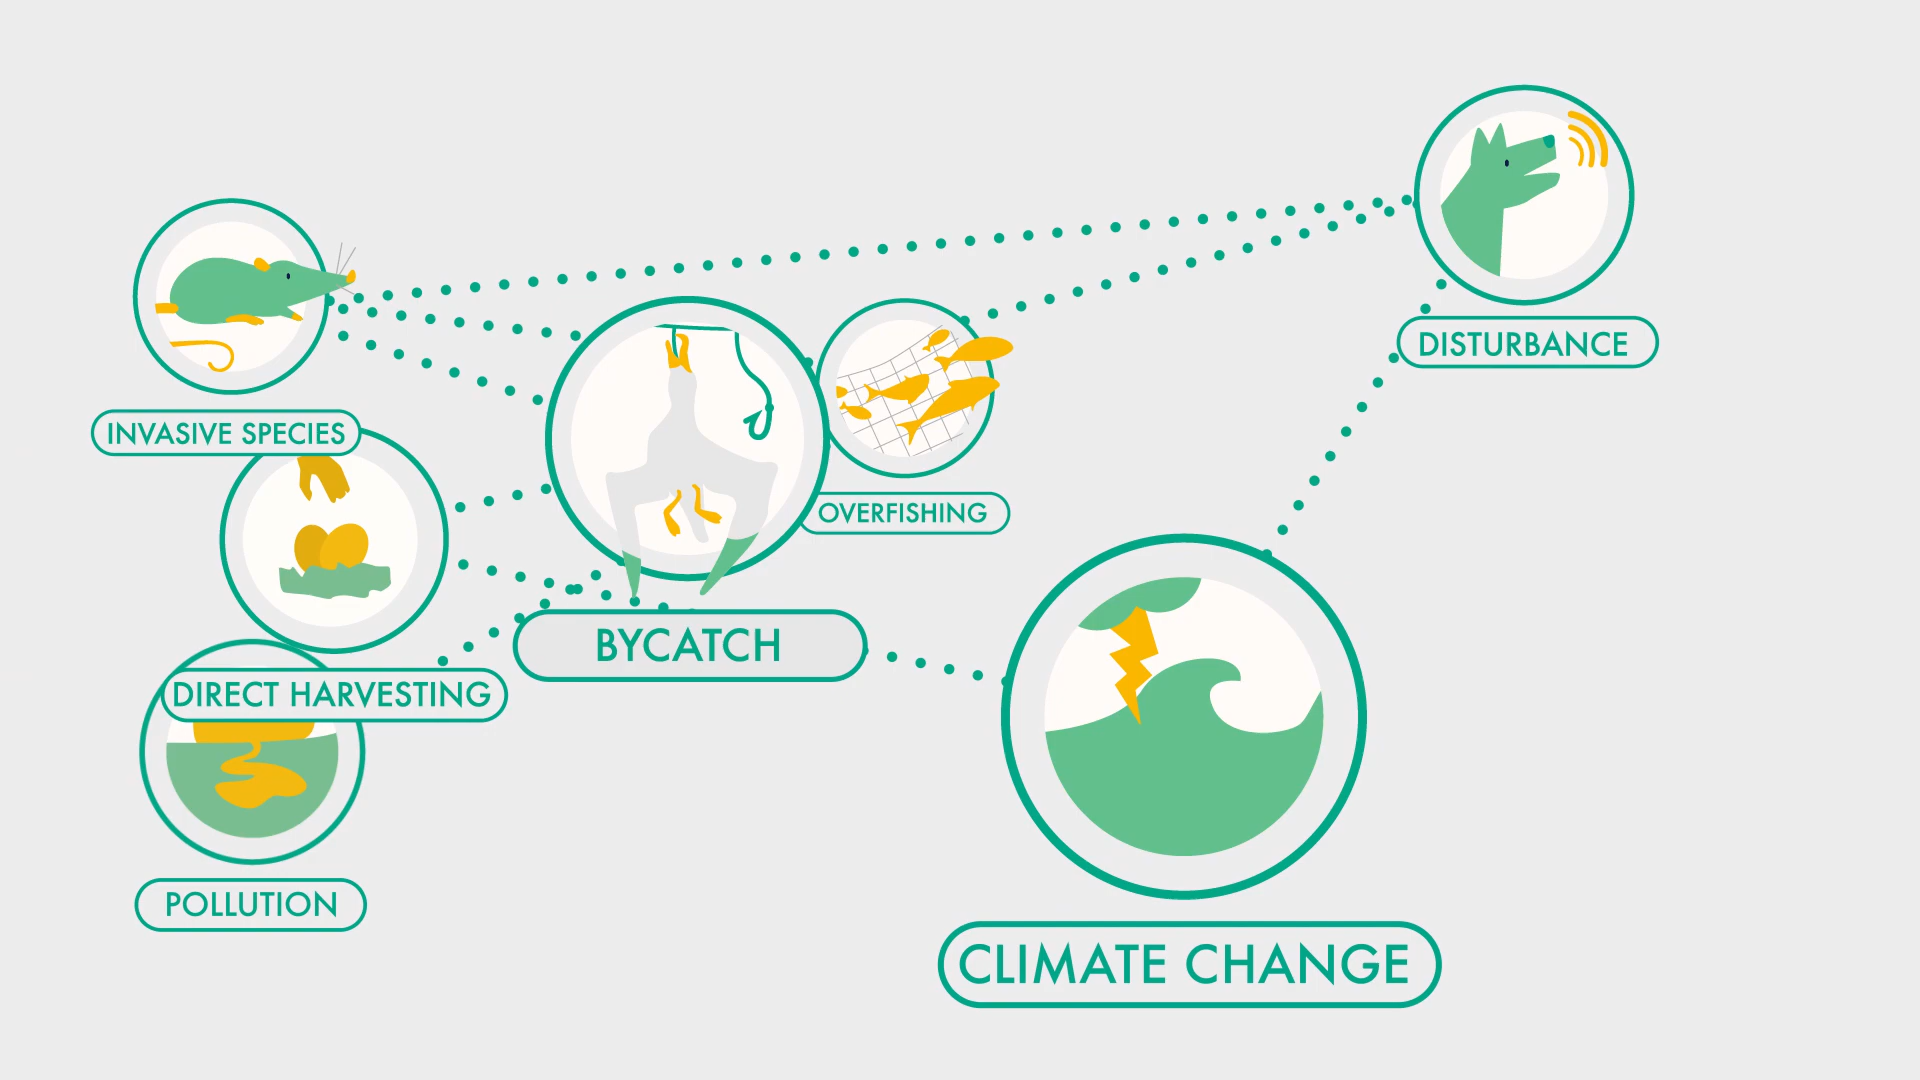 DISTURBANCE
INVASIVE SPECIES
OVERFISHING
BYCATCH
DIRECT HARVESTING
POLLUTION
CLIMATE CHANGE